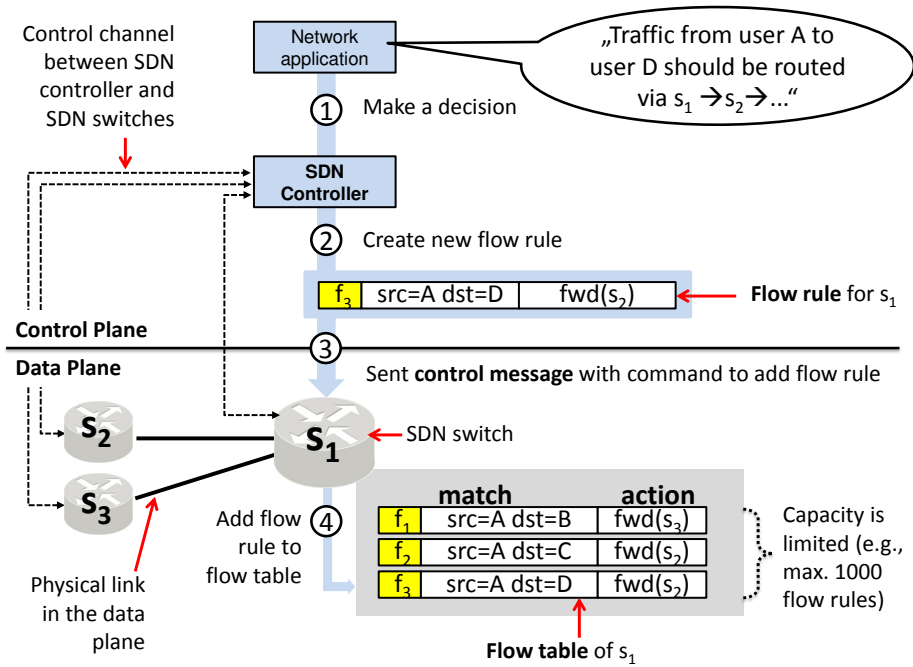 Control channel
between SDN
controller and
SDN switches
Network
application
„Traffic from user A to
user D should be routed
via s1 →s2→..."
1 Make a decision
SDN
Controller
2 Create new flow rule
f3 src=A dst=D fwd(s2)
Flow rule for s1
Control Plane
3
Data Plane
Sent control message with command to add flow rule
s2
s1
SDN switch
s3
match action
f1 src=A dst=B fwd(s3)
f2 src=A dst=C fwd(s2)
f3 src=A dst=D fwd(s2)
4
Add flow
rule to
flow table
Capacity is
limited (e.g.,
max. 1000
flow rules)
Physical link
in the data
plane
Flow table of s1